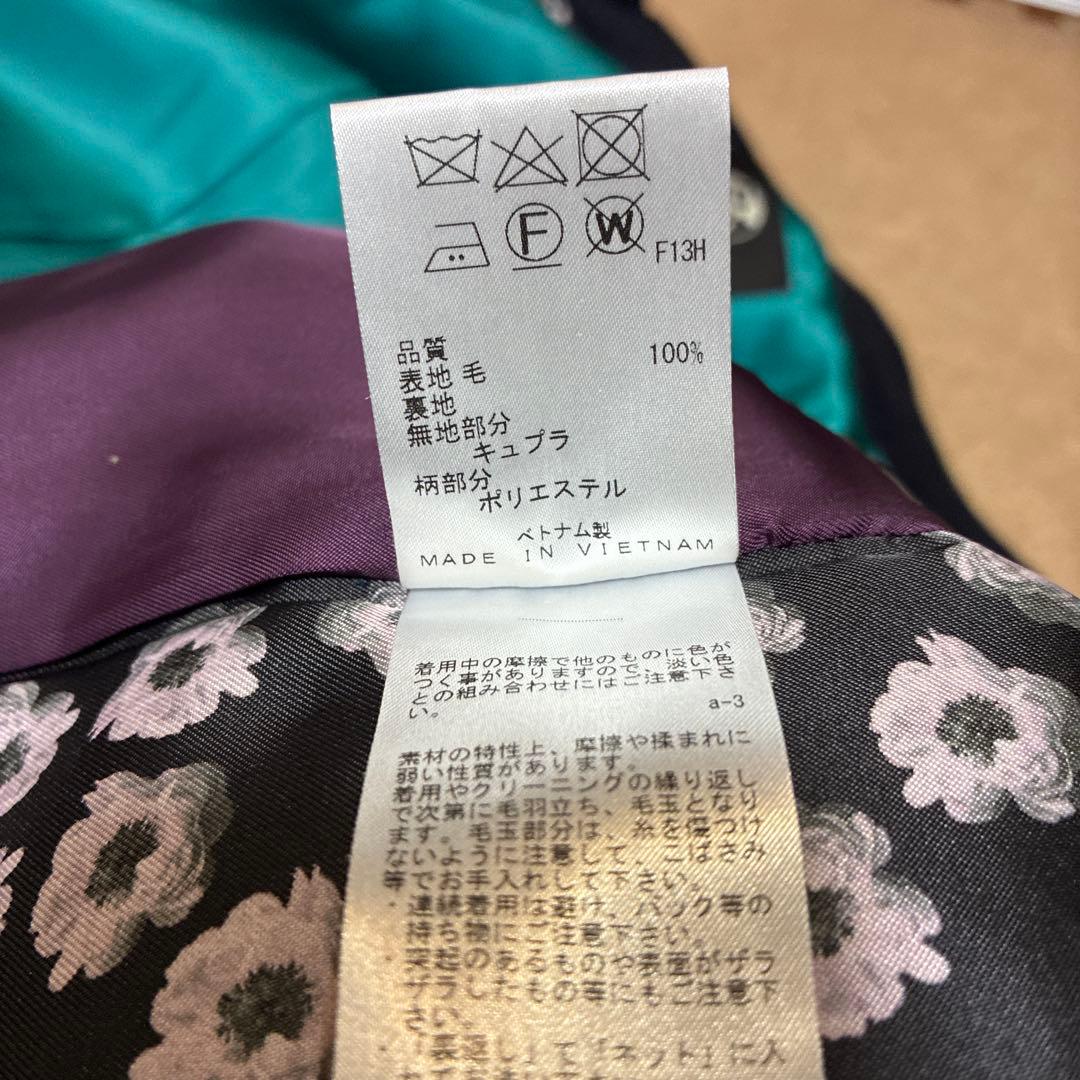 F
W
F13H
品質
表地 毛 100%
裏地
無地部分
キュプラ
柄部分
ポリエステル
ベトナム製
MADE IN VIETNAM
着用中の摩擦で他のものに色が
つく事がありますので、淡い色
との組み合わせにはご注意下さ
い。
a-3
素材の特性上、摩擦や揉まれに
弱い性質があります。
着用やクリーニングの繰り返し
で次第に毛羽立ち、毛玉となり
ます。毛玉部分は、糸を傷つけ
ないように注意して、こばさみ
等でお手入れして下さい。
・連続着用は避け、バック等の
持ち物にご注意下さい。
・突起のあるものや表面がザラ
ザラしたもの等にもご注意下
さい。
・「裏返し」て「ネット」に入